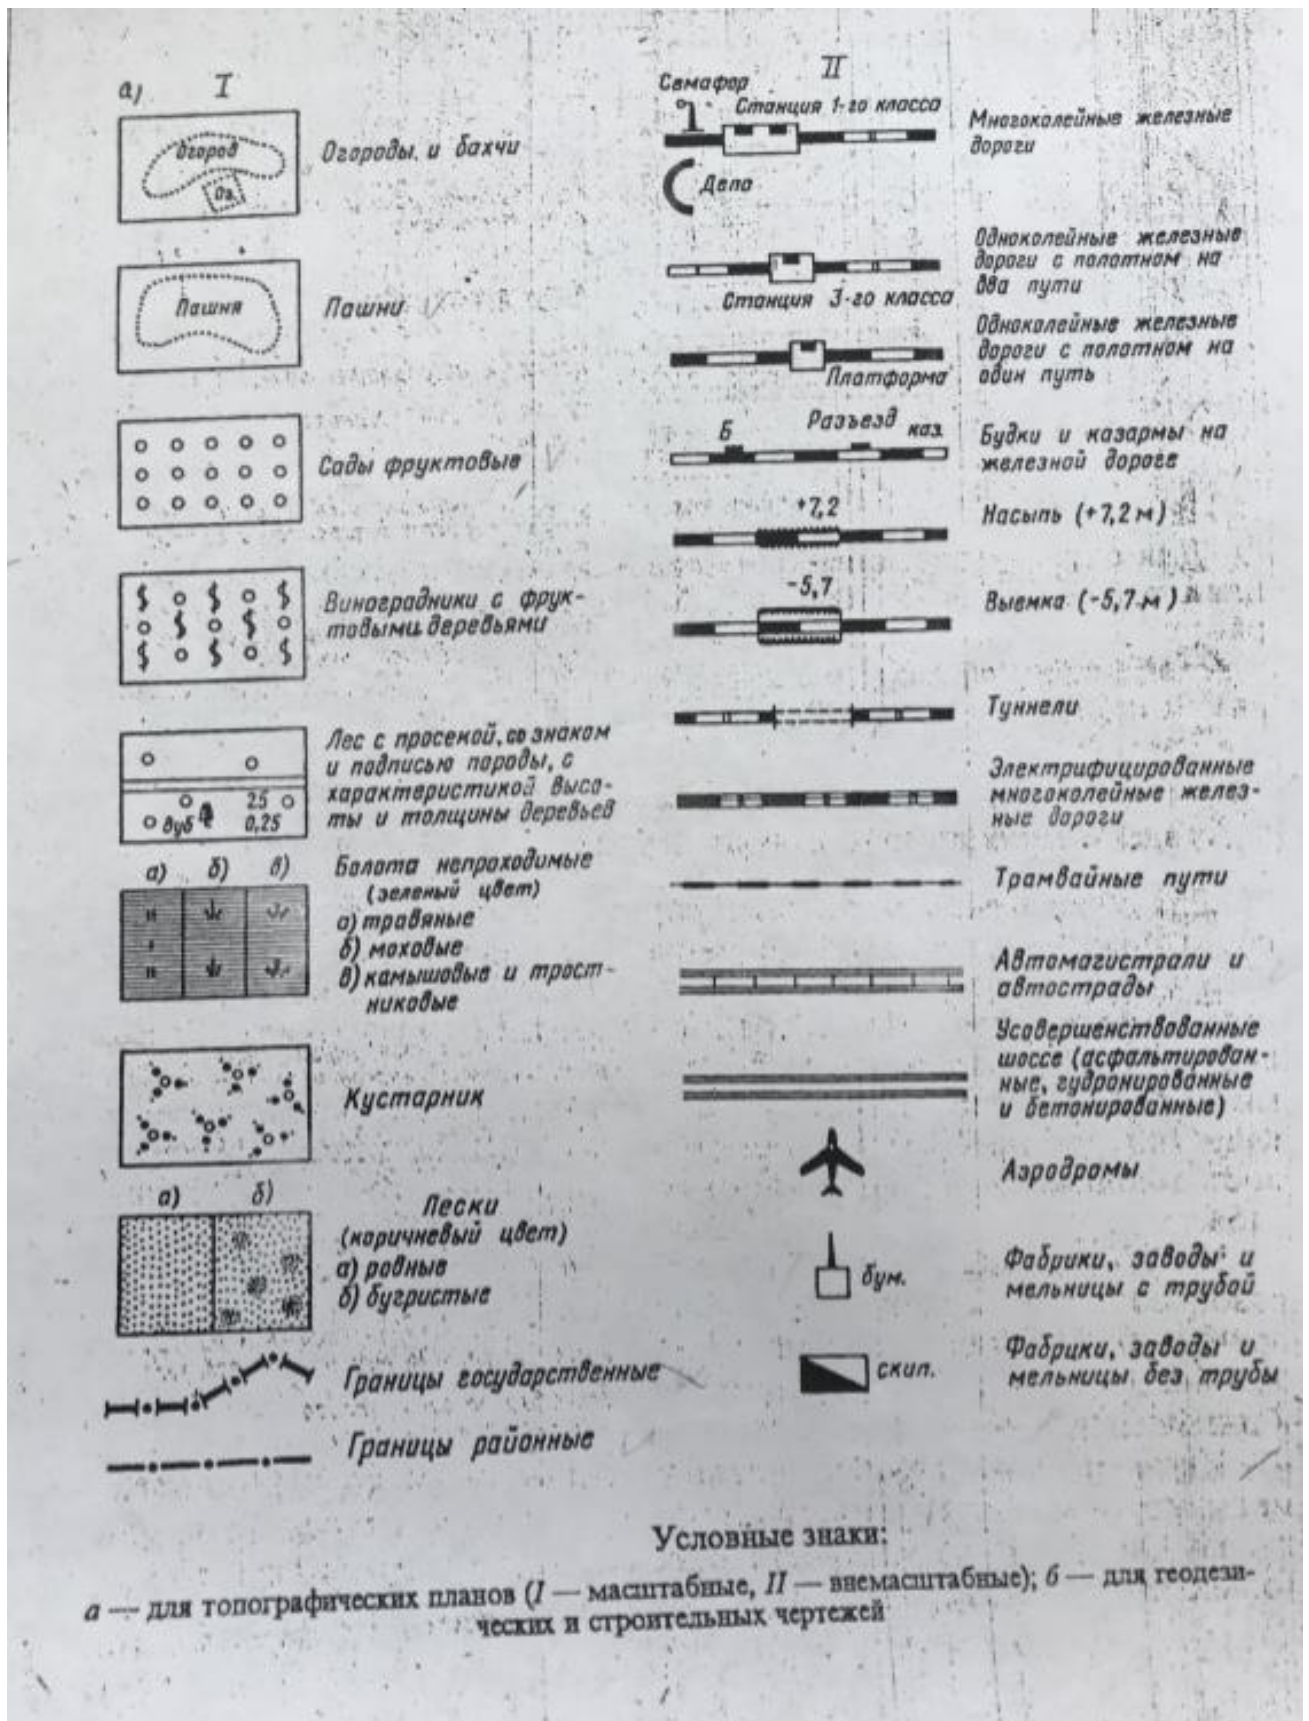 а) I
Огород
Ог.
Огороды и бахчи
Пашня
Пашни
Сады фруктовые
Виноградники с фрук-
товыми деревьями
25
дуб 0,25
Лес с просекой, со знаком
и подписью породы, с
характеристикой высо-
ты и толщины деревьев
а) б) в)
Болота непроходимые
(зеленый цвет)
а) травяные
б) моховые
в) камышовые и трост-
никовые
Кустарник
а) б)
Пески
(коричневый цвет)
а) ровные
б) бугристые
Границы государственные
Границы районные
II
Семафор
Станция 1-го класса
Депо
Многоколейные железные
дороги
Станция 3-го класса
Одноколейные железные
дороги с полотном на
два пути
Платформа
Одноколейные железные
дороги с полотном на
один путь
Б Разъезд каз.
Будки и казармы на
железной дороге
+7,2
Насыпь (+7,2 м)
-5,7
Выемка (-5,7 м)
Туннели
Электрифицированные
многоколейные желез-
ные дороги
Трамвайные пути
Автомагистрали и
автострады
Усовершенствованные
шоссе (асфальтирован-
ные, гудронированные
и бетонированные)
Аэродромы
бум.
Фабрики, заводы и
мельницы с трубой
скип.
Фабрики, заводы и
мельницы без трубы
Условные знаки:
а — для топографических планов (I — масштабные, II — внемасштабные); б — для геодези-
ческих и строительных чертежей